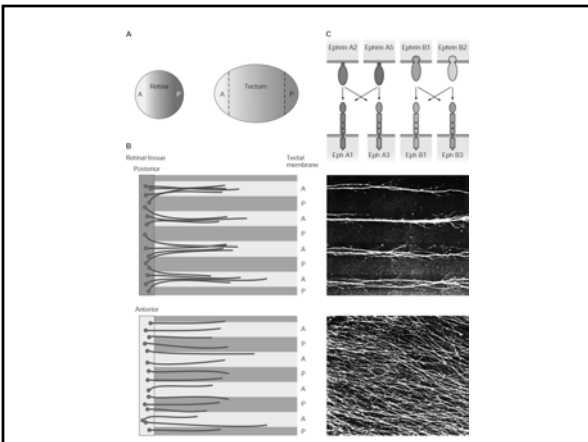 A
Retina
A
P
Tectum
A
P
C
Ephrin A2
Ephrin A5
Ephrin B1
Ephrin B2
Eph A1
Eph A3
Eph B1
Eph B3
B
Retinal tissue
Tectal
membrane
Posterior
A
P
A
P
A
P
A
P
Anterior
A
P
A
P
A
P
A
P